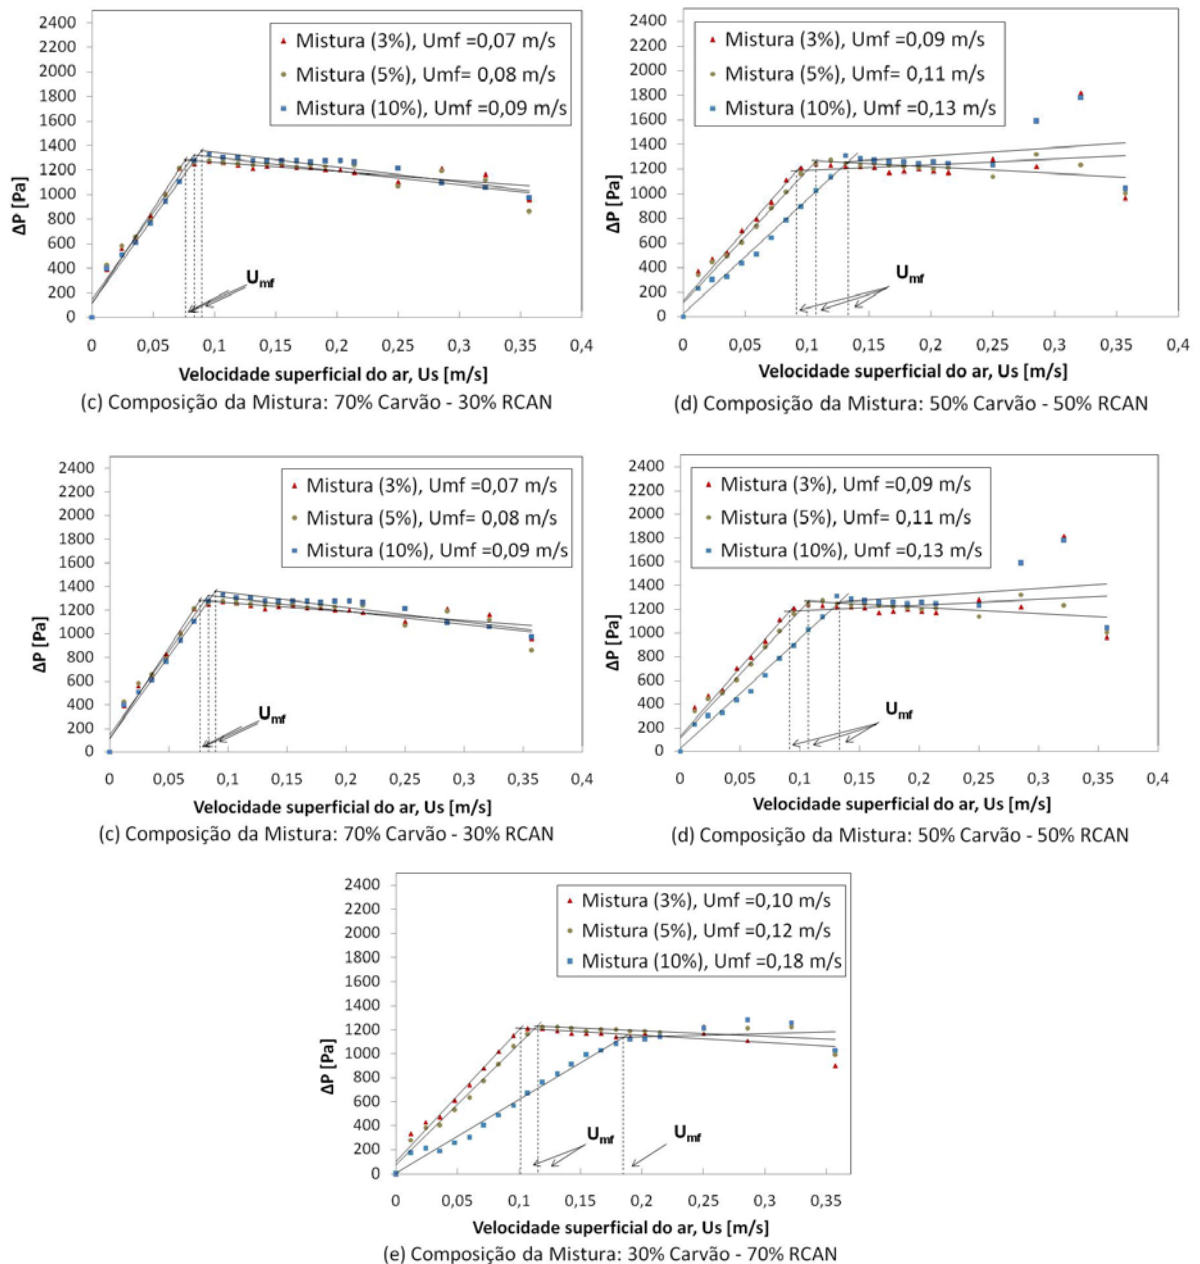 2400
2200
2000
1800
1600
1400
1200
1000
800
600
400
200
0
ΔP [Pa]
Mistura (3%), Umf =0,07 m/s
Mistura (5%), Umf= 0,08 m/s
Mistura (10%), Umf =0,09 m/s
Umf
0 0,05 0,1 0,15 0,2 0,25 0,3 0,35 0,4
Velocidade superficial do ar, Us [m/s]
(c) Composição da Mistura: 70% Carvão - 30% RCAN
2400
2200
2000
1800
1600
1400
1200
1000
800
600
400
200
0
ΔP [Pa]
Mistura (3%), Umf =0,09 m/s
Mistura (5%), Umf= 0,11 m/s
Mistura (10%), Umf =0,13 m/s
Umf
0 0,05 0,1 0,15 0,2 0,25 0,3 0,35 0,4
Velocidade superficial do ar, Us [m/s]
(d) Composição da Mistura: 50% Carvão - 50% RCAN
2400
2200
2000
1800
1600
1400
1200
1000
800
600
400
200
0
ΔP [Pa]
Mistura (3%), Umf =0,07 m/s
Mistura (5%), Umf= 0,08 m/s
Mistura (10%), Umf =0,09 m/s
Umf
0 0,05 0,1 0,15 0,2 0,25 0,3 0,35 0,4
Velocidade superficial do ar, Us [m/s]
(c) Composição da Mistura: 70% Carvão - 30% RCAN
2400
2200
2000
1800
1600
1400
1200
1000
800
600
400
200
0
ΔP [Pa]
Mistura (3%), Umf =0,09 m/s
Mistura (5%), Umf= 0,11 m/s
Mistura (10%), Umf =0,13 m/s
Umf
0 0,05 0,1 0,15 0,2 0,25 0,3 0,35 0,4
Velocidade superficial do ar, Us [m/s]
(d) Composição da Mistura: 50% Carvão - 50% RCAN
2400
2200
2000
1800
1600
1400
1200
1000
800
600
400
200
0
ΔP [Pa]
Mistura (3%), Umf =0,10 m/s
Mistura (5%), Umf =0,12 m/s
Mistura (10%), Umf =0,18 m/s
Umf Umf
0 0,05 0,1 0,15 0,2 0,25 0,3 0,35
Velocidade superficial do ar, Us [m/s]
(e) Composição da Mistura: 30% Carvão - 70% RCAN